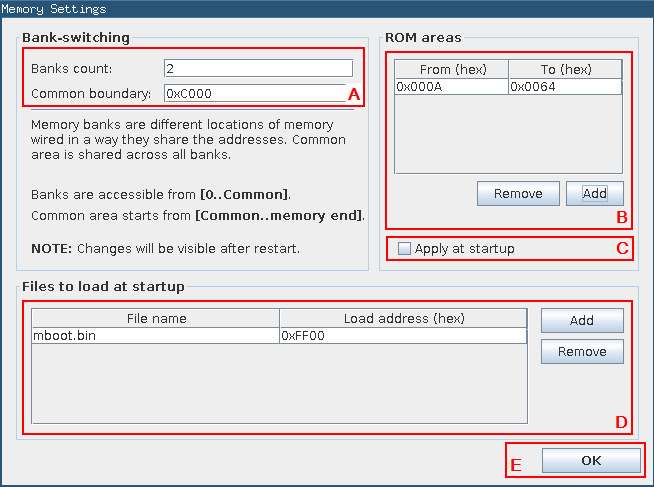 Memory Settings
Bank-switching
Banks count: 2
Common boundary: 0xC000 A
Memory banks are different locations of memory
wired in a way they share the addresses. Common
area is shared across all banks.
Banks are accessible from [0..Common].
Common area starts from [Common..memory end].
NOTE: Changes will be visible after restart.
ROM areas
From (hex) To (hex)
0x000A 0x0064
Remove Add
B
Apply at startup C
Files to load at startup
File name Load address (hex)
mboot.bin 0xFF00
Add
Remove
D
E OK